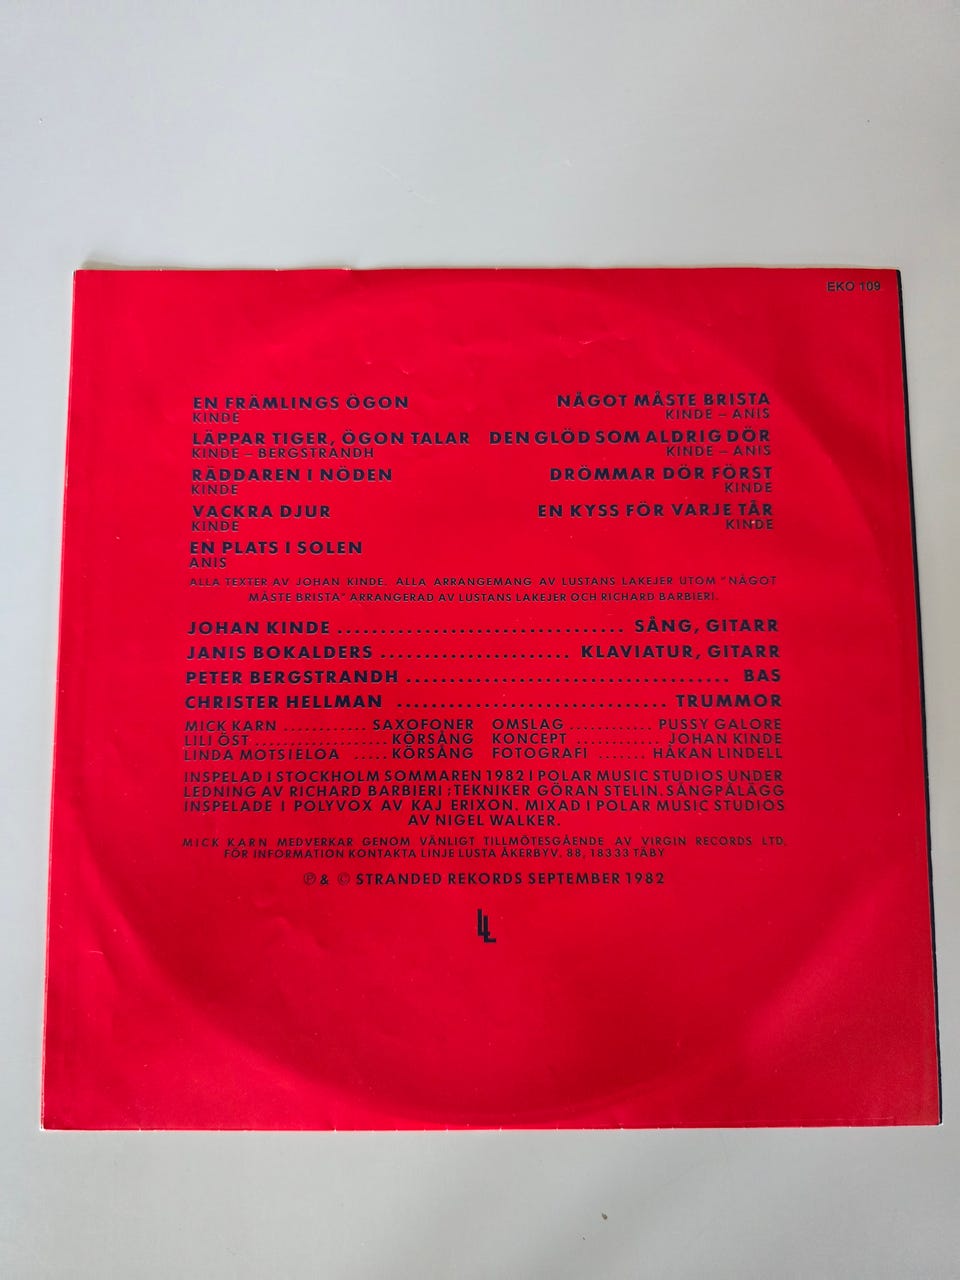 EKO 109
EN FRÄMLINGS ÖGON
KINDE
LÄPPAR TIGER, ÖGON TALAR
KINDE – BERGSTRANDH
RÄDDAREN I NÖDEN
KINDE
VACKRA DJUR
KINDE
EN PLATS I SOLEN
ANIS
NÅGOT MÅSTE BRISTA
KINDE – ANIS
DEN GLÖD SOM ALDRIG DÖR
KINDE – ANIS
DRÖMMAR DÖR FÖRST
KINDE
EN KYSS FÖR VARJE TÅR
KINDE
ALLA TEXTER AV JOHAN KINDE. ALLA ARRANGEMANG AV LUSTANS LAKEJER UTOM "NÅGOT
MÅSTE BRISTA" ARRANGERAD AV LUSTANS LAKEJER OCH RICHARD BARBIERI.
JOHAN KINDE ................................. SÅNG, GITARR
JANIS BOKALDERS ...................... KLAVIATUR, GITARR
PETER BERGSTRANDH ...................................... BAS
CHRISTER HELLMAN ............................... TRUMMOR
MICK KARN ............ SAXOFONER
LILI ÖST ................... KÖRSÅNG
LINDA MOTSIELOA ..... KÖRSÅNG
OMSLAG ............ PUSSY GALORE
KONCEPT ............ JOHAN KINDE
FOTOGRAFI ....... HÅKAN LINDELL
INSPELAD I STOCKHOLM SOMMAREN 1982 I POLAR MUSIC STUDIOS UNDER
LEDNING AV RICHARD BARBIERI ; TEKNIKER GÖRAN STELIN. SÅNGPÅLÄGG
INSPELADE I POLYVOX AV KAJ ERIXON. MIXAD I POLAR MUSIC STUDIOS
AV NIGEL WALKER.
MICK KARN MEDVERKAR GENOM VÄNLIGT TILLMÖTESGÅENDE AV VIRGIN RECORDS LTD.
FÖR INFORMATION KONTAKTA LINJE LUSTA ÅKERBYV. 88, 183 33 TÄBY
℗ & © STRANDED REKORDS SEPTEMBER 1982
LL